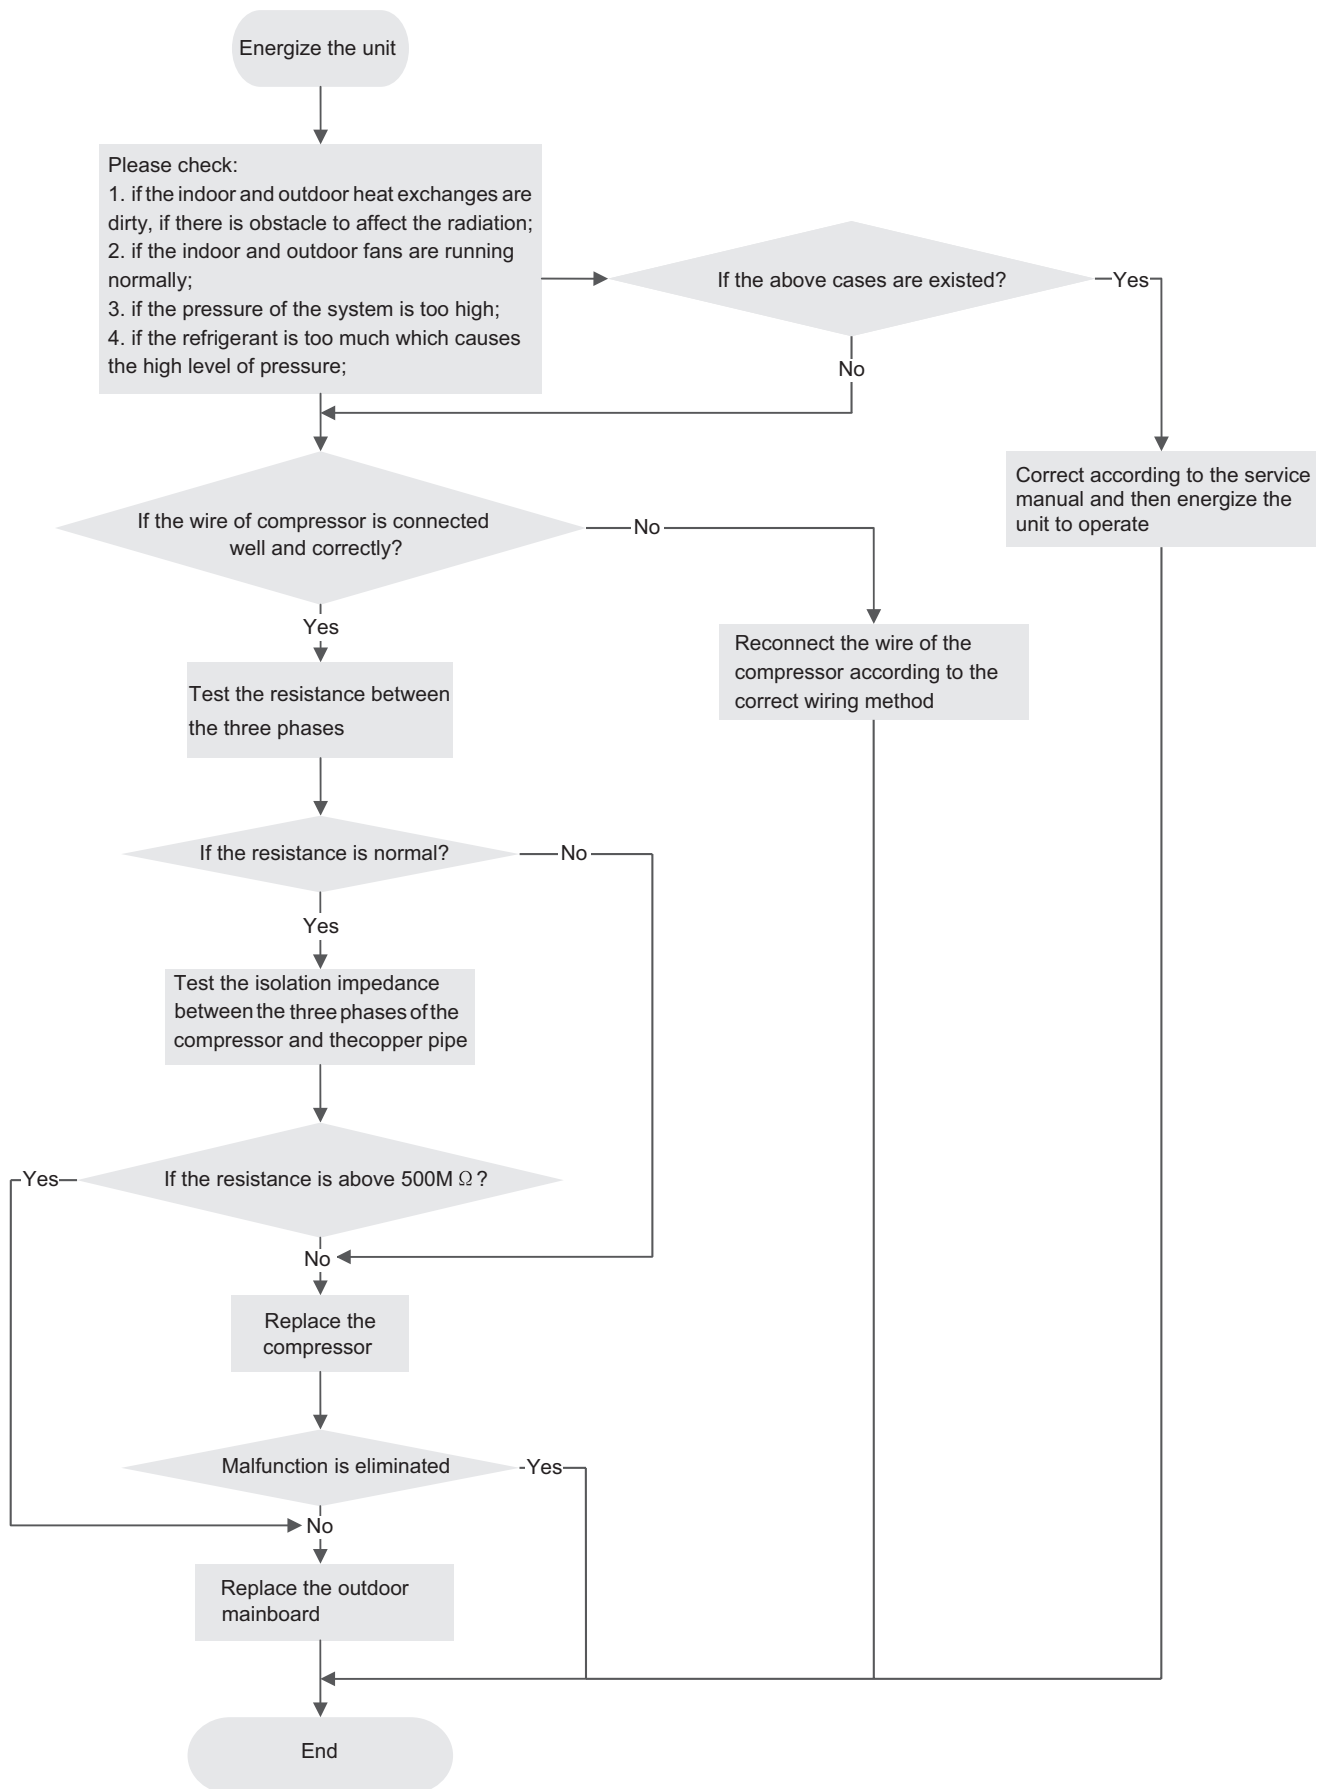 Energize the unit
Please check:
1. if the indoor and outdoor heat exchanges are
dirty, if there is obstacle to affect the radiation;
2. if the indoor and outdoor fans are running
normally;
3. if the pressure of the system is too high;
4. if the refrigerant is too much which causes
the high level of pressure;
If the above cases are existed?
Yes
No
Correct according to the service
manual and then energize the
unit to operate
If the wire of compressor is connected
well and correctly?
No
Yes
Reconnect the wire of the
compressor according to the
correct wiring method
Test the resistance between
the three phases
If the resistance is normal?
No
Yes
Test the isolation impedance
between the three phases of the
compressor and thecopper pipe
If the resistance is above 500M Ω ?
Yes
No
Replace the
compressor
Malfunction is eliminated
Yes
No
Replace the outdoor
mainboard
End